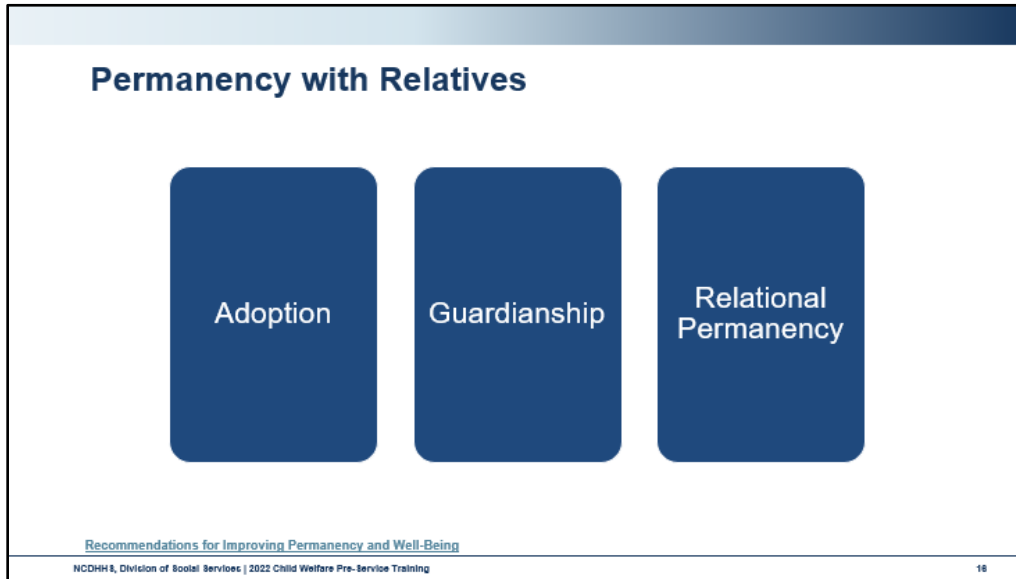 Permanency with Relatives
Adoption
Guardianship
Relational
Permanency
Recommendations for Improving Permanency and Well-Being
NCDHHS, Division of Social Services | 2022 Child Welfare Pre-Service Training
16